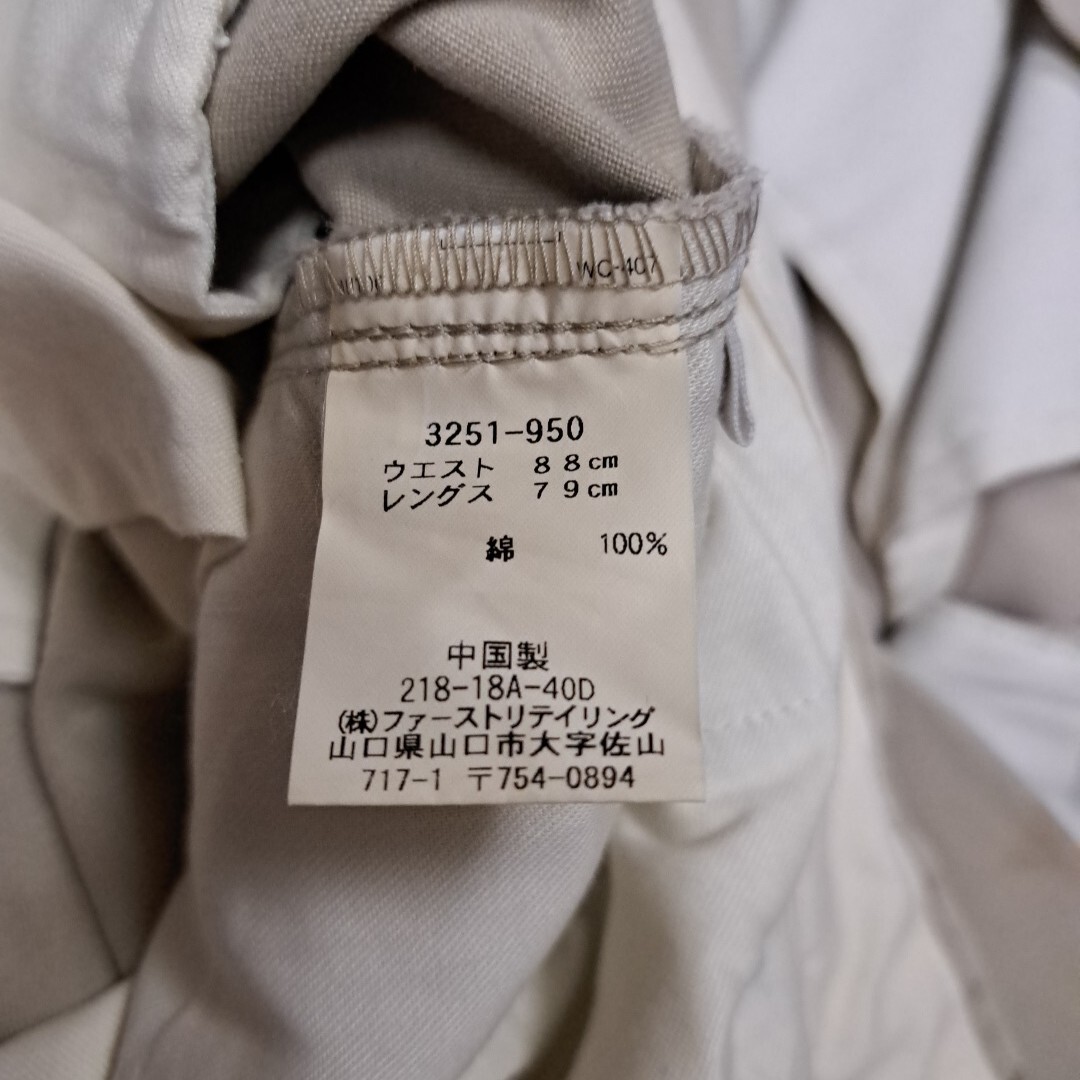 WC-407
3251-950
ウエスト 88cm
レングス 79cm
綿 100%
中国製
218-18A-40D
(株)ファーストリテイリング
山口県山口市大字佐山
717-1 〒754-0894